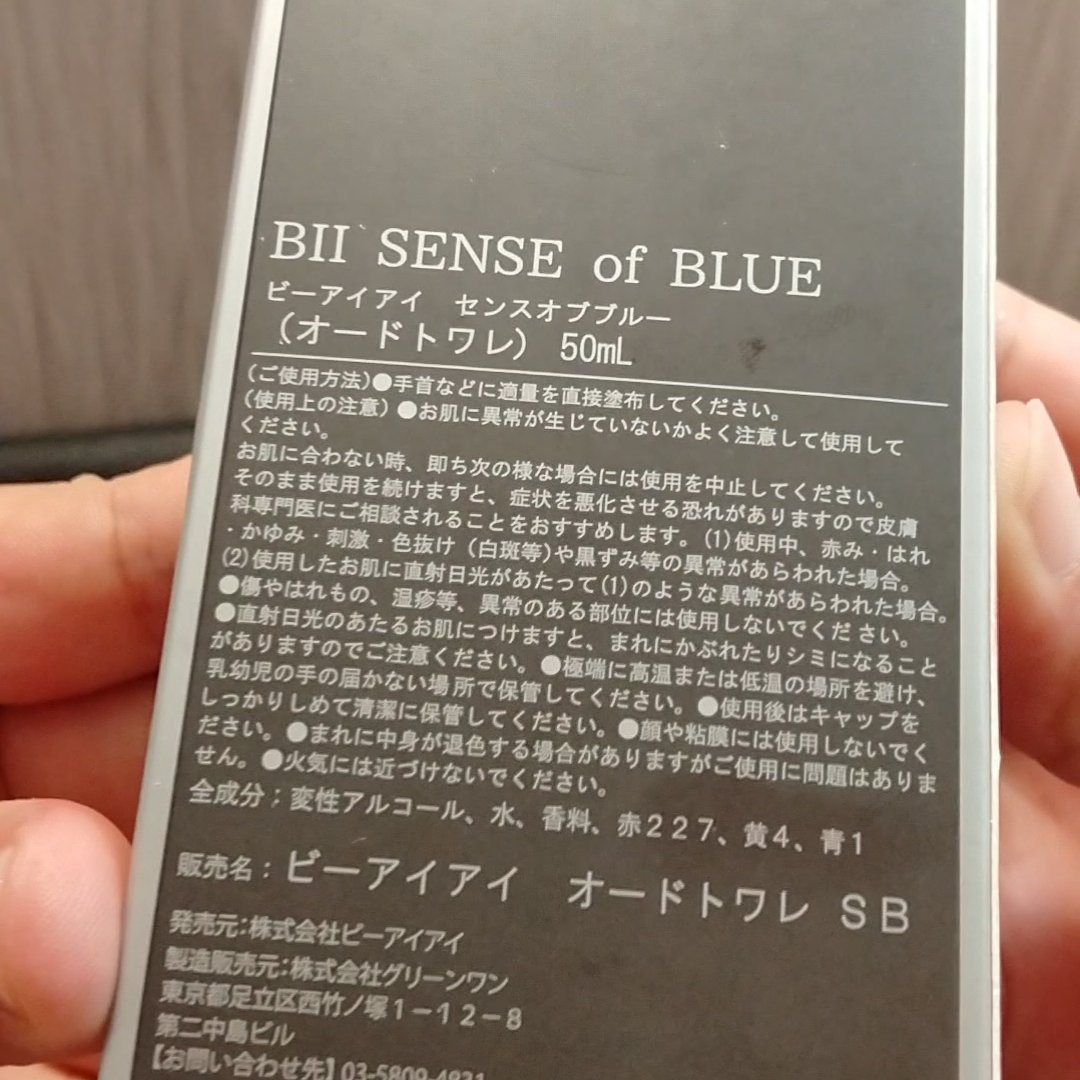 BII SENSE of BLUE
ビーアイアイ センスオブブルー
（オードトワレ） 50mL
（ご使用方法）●手首などに適量を直接塗布してください。
（使用上の注意）●お肌に異常が生じていないかよく注意して使用して
ください。
お肌に合わない時、即ち次の様な場合には使用を中止してください。
そのまま使用を続けますと、症状を悪化させる恐れがありますので皮膚
科専門医にご相談されることをおすすめします。(1)使用中、赤み・はれ
・かゆみ・刺激・色抜け（白斑等)や黒ずみ等の異常があらわれた場合。
(2)使用したお肌に直射日光があたって(1)のような異常があらわれた場合。
●傷やはれもの、湿疹等、異常のある部位には使用しないでください。
●直射日光のあたるお肌につけますと、まれにかぶれたりシミになること
がありますのでご注意ください。●極端に高温または低温の場所を避け、
乳幼児の手の届かない場所で保管してください。●使用後はキャップを
しっかりしめて清潔に保管してください。●顔や粘膜には使用しないでく
ださい。●まれに中身が退色する場合がありますがご使用に問題はありま
せん。●火気には近づけないでください。
全成分；変性アルコール、水、香料、赤227、黄4、青1
販売名：ビーアイアイ オードトワレ SB
発売元：株式会社ビーアイアイ
製造販売元：株式会社グリーンワン
東京都足立区西竹ノ塚1－12－8
第二中島ビル
【お問い合わせ先】03-5809-4831